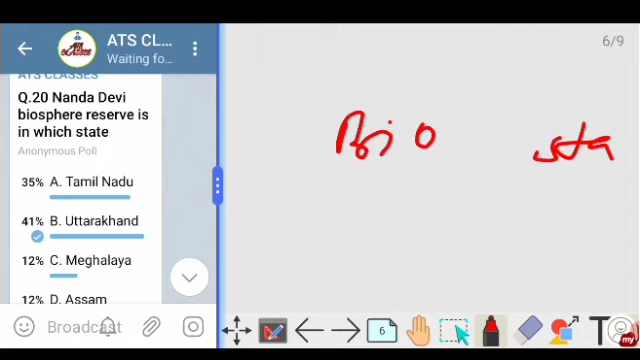 ATS CL...
Waiting fo...
6/9
ATS CLASSES
Q.20 Nanda Devi
biosphere reserve is
in which state
Anonymous Poll
35% A. Tamil Nadu
41% B. Uttarakhand
12% C. Meghalaya
12% D. Assam
Broadcast
Bio sta
6
T
my